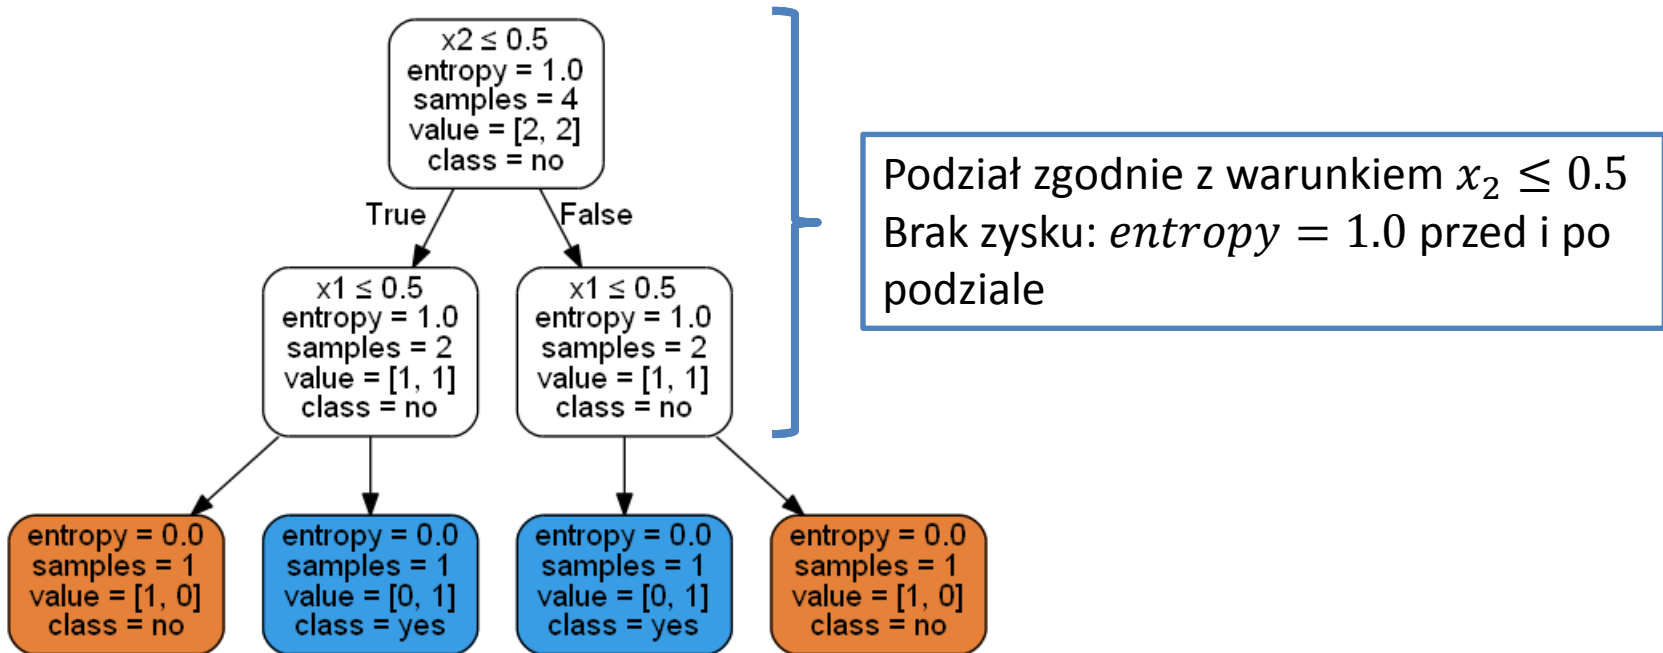 x2 ≤ 0.5
entropy = 1.0
samples = 4
value = [2, 2]
class = no
True
False
x1 ≤ 0.5
entropy = 1.0
samples = 2
value = [1, 1]
class = no
x1 ≤ 0.5
entropy = 1.0
samples = 2
value = [1, 1]
class = no
entropy = 0.0
samples = 1
value = [1, 0]
class = no
entropy = 0.0
samples = 1
value = [0, 1]
class = yes
entropy = 0.0
samples = 1
value = [0, 1]
class = yes
entropy = 0.0
samples = 1
value = [1, 0]
class = no
Podział zgodnie z warunkiem x₂ ≤ 0.5
Brak zysku: entropy = 1.0 przed i po
podziale